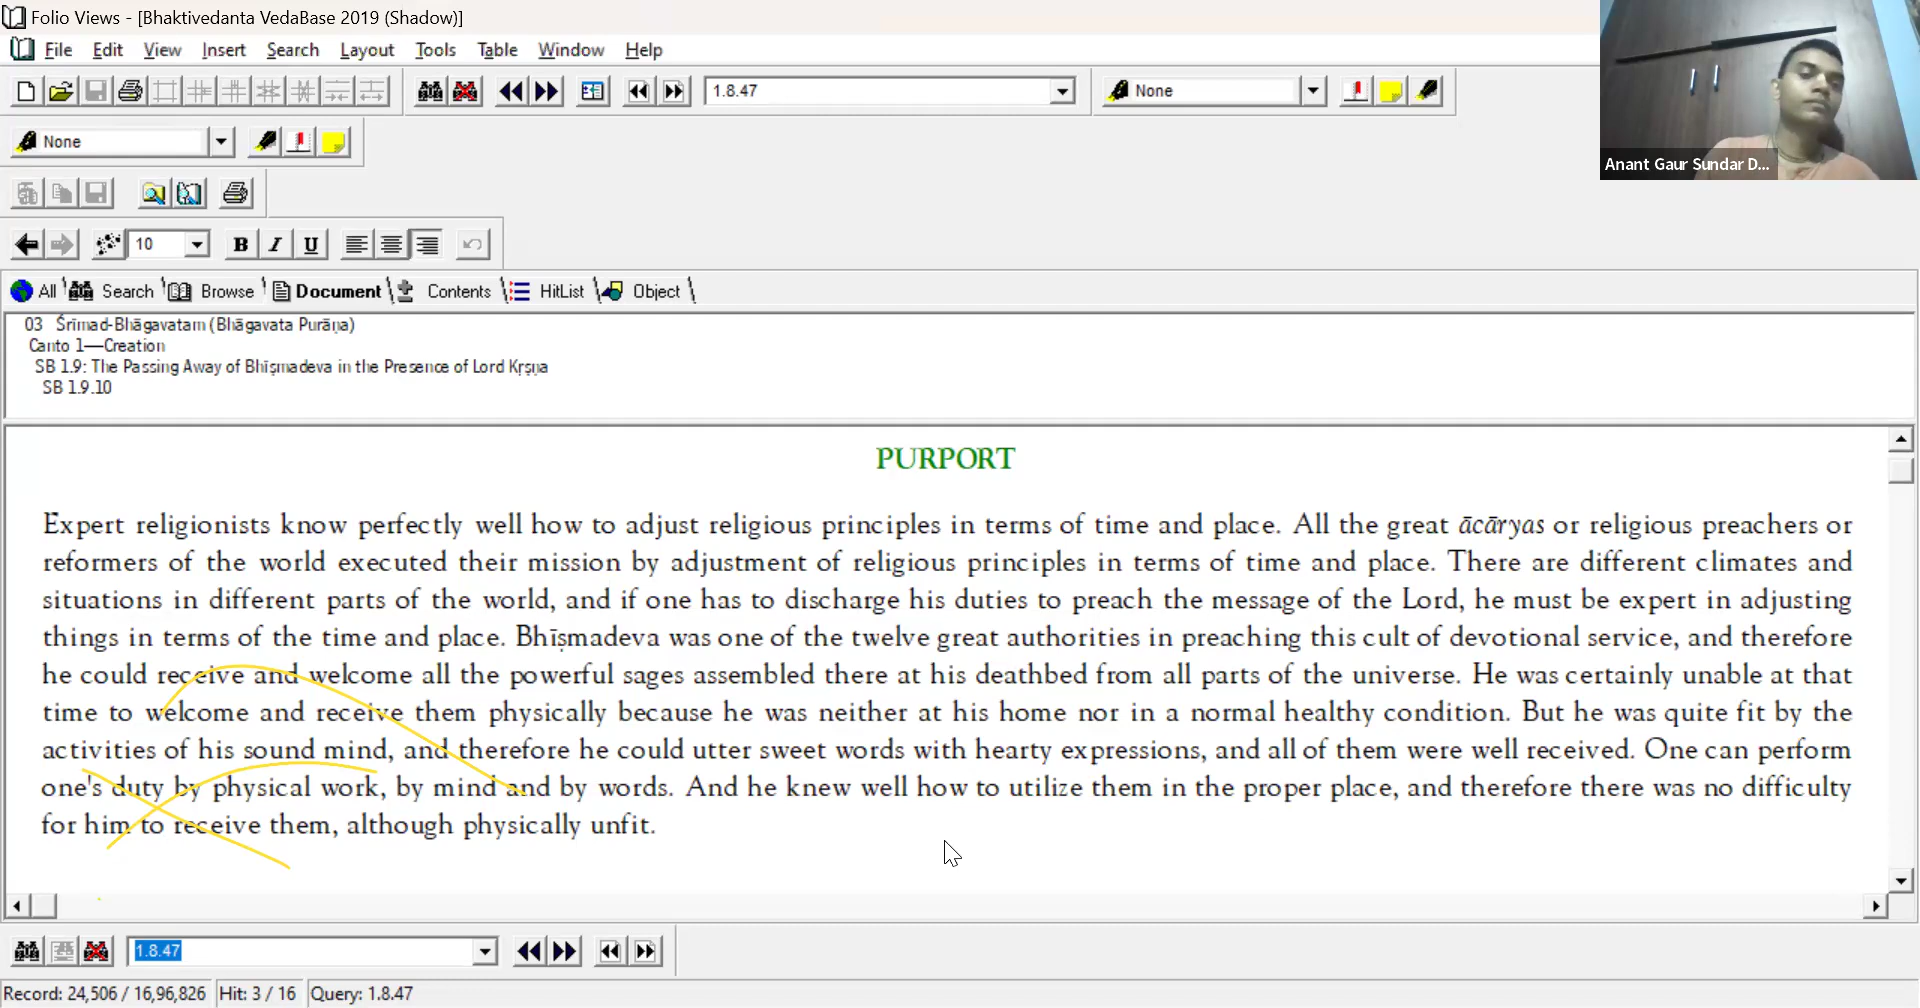 Folio Views - [Bhaktivedanta VedaBase 2019 (Shadow)]
File Edit View Insert Search Layout Tools Table Window Help
1.8.47 None
None
Anant Gaur Sundar D...
10 B I U
All Search Browse Document Contents HitList Object
03 Śrīmad-Bhāgavatam (Bhāgavata Purāṇa)
Canto 1—Creation
SB 1.9: The Passing Away of Bhīṣmadeva in the Presence of Lord Kṛṣṇa
SB 1.9.10
PURPORT
Expert religionists know perfectly well how to adjust religious principles in terms of time and place. All the great ācāryas or religious preachers or
reformers of the world executed their mission by adjustment of religious principles in terms of time and place. There are different climates and
situations in different parts of the world, and if one has to discharge his duties to preach the message of the Lord, he must be expert in adjusting
things in terms of the time and place. Bhīṣmadeva was one of the twelve great authorities in preaching this cult of devotional service, and therefore
he could receive and welcome all the powerful sages assembled there at his deathbed from all parts of the universe. He was certainly unable at that
time to welcome and receive them physically because he was neither at his home nor in a normal healthy condition. But he was quite fit by the
activities of his sound mind, and therefore he could utter sweet words with hearty expressions, and all of them were well received. One can perform
one's duty by physical work, by mind and by words. And he knew well how to utilize them in the proper place, and therefore there was no difficulty
for him to receive them, although physically unfit.
1.8.47
Record: 24,506 / 16,96,826 Hit: 3 / 16 Query: 1.8.47